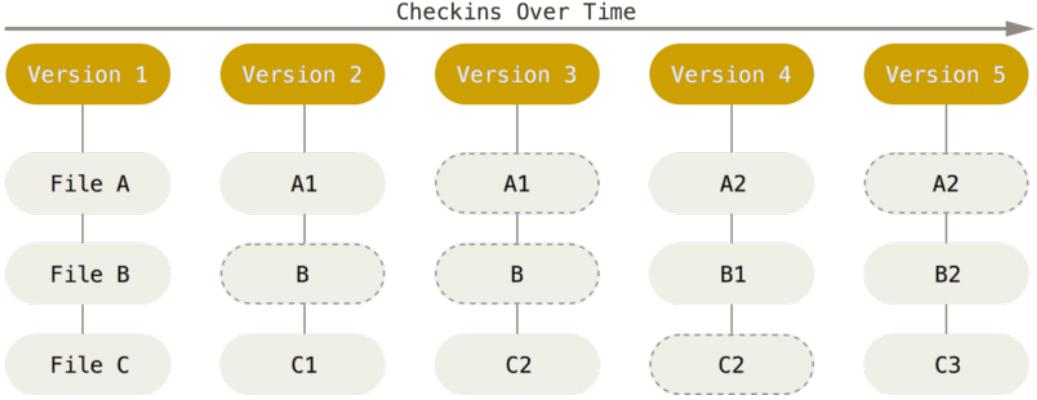 Checkins Over Time
Version 1 Version 2 Version 3 Version 4 Version 5
File A A1 A1 A2 A2
File B B B B1 B2
File C C1 C2 C2 C3